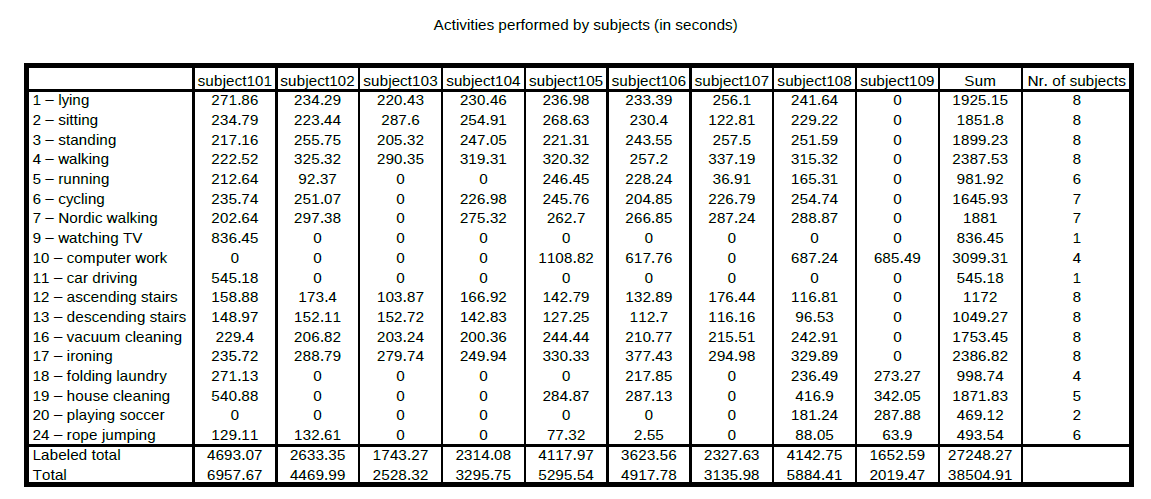 Activities performed by subjects (in seconds)
subject101 subject102 subject103 subject104 subject105 subject106 subject107 subject108 subject109 Sum Nr. of subjects
1 – lying 271.86 234.29 220.43 230.46 236.98 233.39 256.1 241.64 0 1925.15 8
2 – sitting 234.79 223.44 287.6 254.91 268.63 230.4 122.81 229.22 0 1851.8 8
3 – standing 217.16 255.75 205.32 247.05 221.31 243.55 257.5 251.59 0 1899.23 8
4 – walking 222.52 325.32 290.35 319.31 320.32 257.2 337.19 315.32 0 2387.53 8
5 – running 212.64 92.37 0 0 246.45 228.24 36.91 165.31 0 981.92 6
6 – cycling 235.74 251.07 0 226.98 245.76 204.85 226.79 254.74 0 1645.93 7
7 – Nordic walking 202.64 297.38 0 275.32 262.7 266.85 287.24 288.87 0 1881 7
9 – watching TV 836.45 0 0 0 0 0 0 0 0 836.45 1
10 – computer work 0 0 0 0 1108.82 617.76 0 687.24 685.49 3099.31 4
11 – car driving 545.18 0 0 0 0 0 0 0 0 545.18 1
12 – ascending stairs 158.88 173.4 103.87 166.92 142.79 132.89 176.44 116.81 0 1172 8
13 – descending stairs 148.97 152.11 152.72 142.83 127.25 112.7 116.16 96.53 0 1049.27 8
16 – vacuum cleaning 229.4 206.82 203.24 200.36 244.44 210.77 215.51 242.91 0 1753.45 8
17 – ironing 235.72 288.79 279.74 249.94 330.33 377.43 294.98 329.89 0 2386.82 8
18 – folding laundry 271.13 0 0 0 0 217.85 0 236.49 273.27 998.74 4
19 – house cleaning 540.88 0 0 0 284.87 287.13 0 416.9 342.05 1871.83 5
20 – playing soccer 0 0 0 0 0 0 0 181.24 287.88 469.12 2
24 – rope jumping 129.11 132.61 0 0 77.32 2.55 0 88.05 63.9 493.54 6
Labeled total 4693.07 2633.35 1743.27 2314.08 4117.97 3623.56 2327.63 4142.75 1652.59 27248.27
Total 6957.67 4469.99 2528.32 3295.75 5295.54 4917.78 3135.98 5884.41 2019.47 38504.91